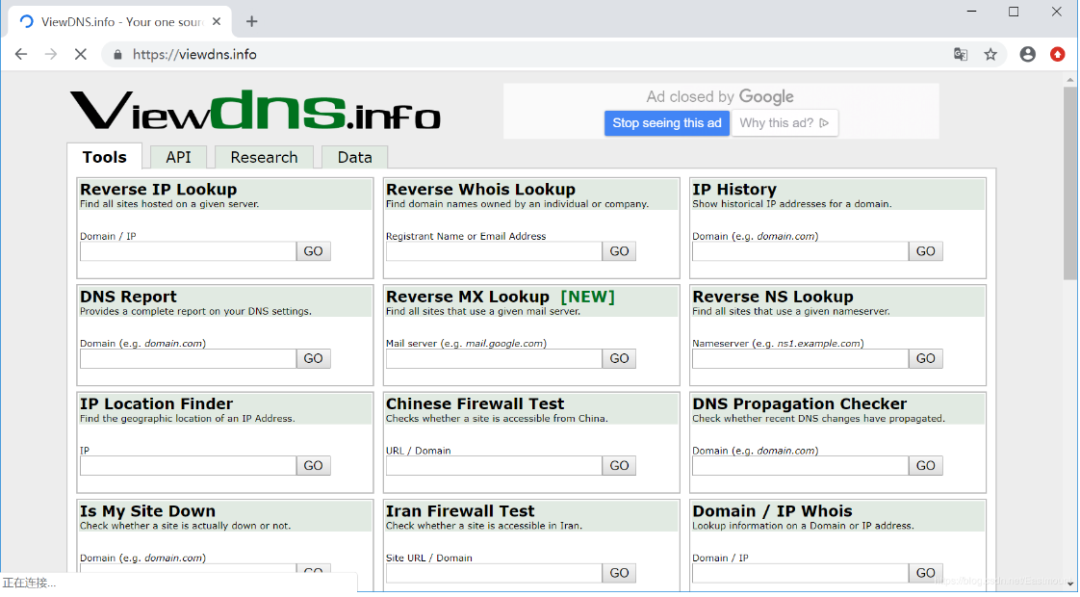 ViewDNS.info - Your one sour
https://viewdns.info
Viewdns.info
Ad closed by Google
Stop seeing this ad
Why this ad?
Tools
API
Research
Data
Reverse IP Lookup
Find all sites hosted on a given server.
Domain / IP
GO
Reverse Whois Lookup
Find domain names owned by an individual or company.
Registrant Name or Email Address
GO
IP History
Show historical IP addresses for a domain.
Domain (e.g. domain.com)
GO
DNS Report
Provides a complete report on your DNS settings.
Domain (e.g. domain.com)
GO
Reverse MX Lookup [NEW]
Find all sites that use a given mail server.
Mail server (e.g. mail.google.com)
GO
Reverse NS Lookup
Find all sites that use a given nameserver.
Nameserver (e.g. ns1.example.com)
GO
IP Location Finder
Find the geographic location of an IP Address.
IP
GO
Chinese Firewall Test
Checks whether a site is accessible from China.
URL / Domain
GO
DNS Propagation Checker
Check whether recent DNS changes have propagated.
Domain (e.g. domain.com)
GO
Is My Site Down
Check whether a site is actually down or not.
Domain (e.g. domain.com)
GO
Iran Firewall Test
Check whether a site is accessible in Iran.
Site URL / Domain
GO
Domain / IP Whois
Lookup information on a Domain or IP address.
Domain / IP
GO
正在连接...